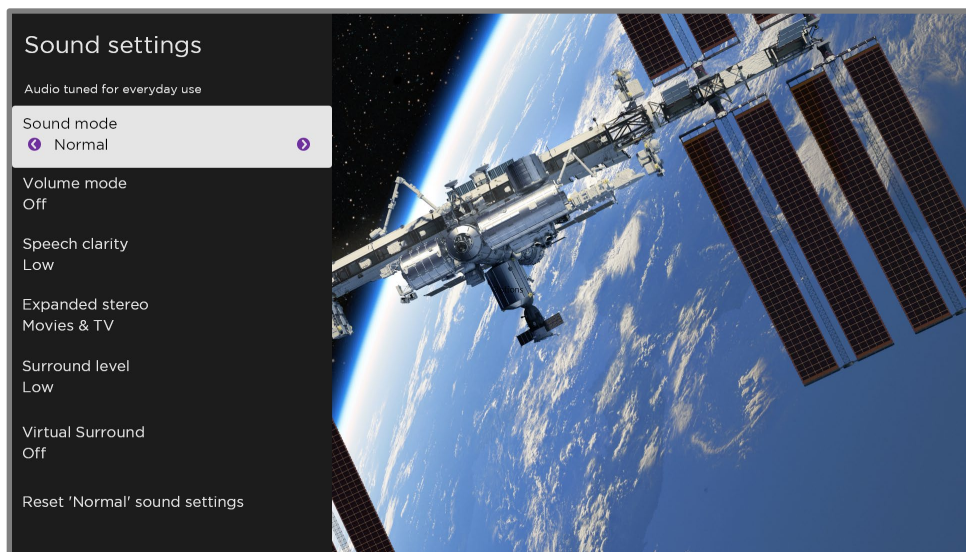 Sound settings
Audio tuned for everyday use
Sound mode
Normal
Volume mode
Off
Speech clarity
Low
Expanded stereo
Movies & TV
Surround level
Low
Virtual Surround
Off
Reset 'Normal' sound settings